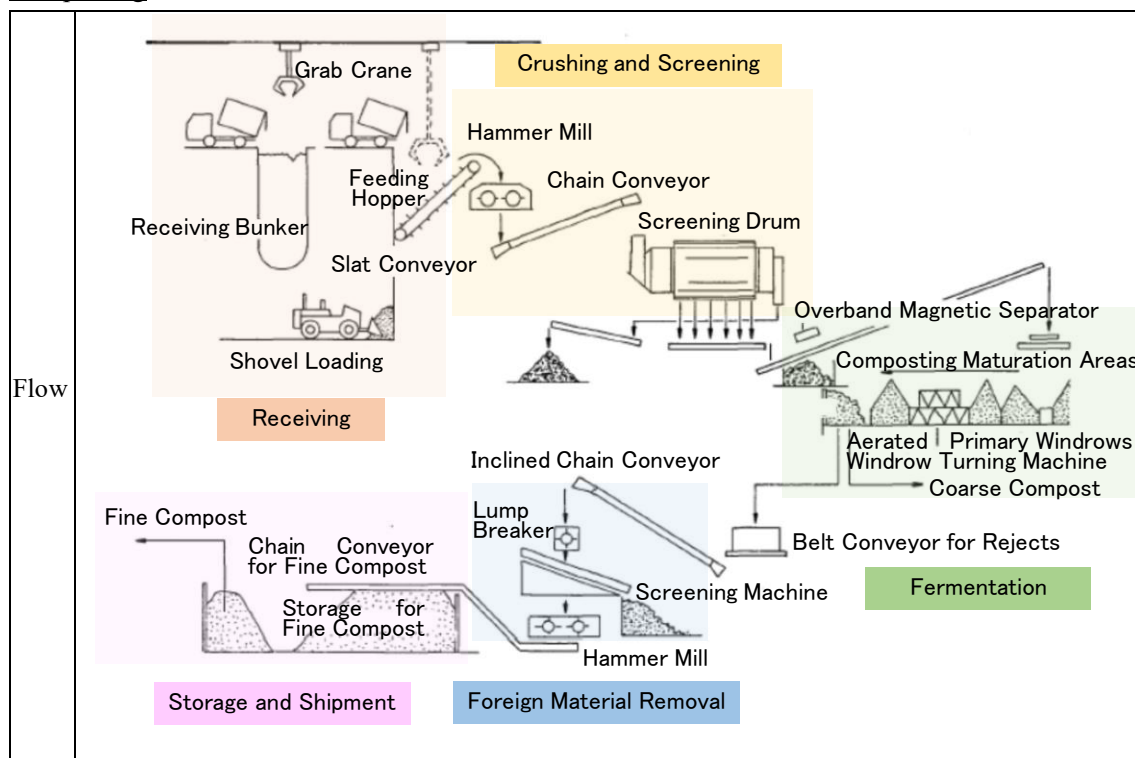 Flow
Grab Crane
Crushing and Screening
Hammer Mill
Feeding
Hopper
Chain Conveyor
Receiving Bunker
Screening Drum
Slat Conveyor
Overband Magnetic Separator
Shovel Loading
Composting Maturation Areas
Receiving
Aerated Primary Windrows
Windrow Turning Machine
Coarse Compost
Inclined Chain Conveyor
Lump
Breaker
Fine Compost
Chain Conveyor
for Fine Compost
Belt Conveyor for Rejects
Fermentation
Screening Machine
Storage for
Fine Compost
Hammer Mill
Storage and Shipment
Foreign Material Removal